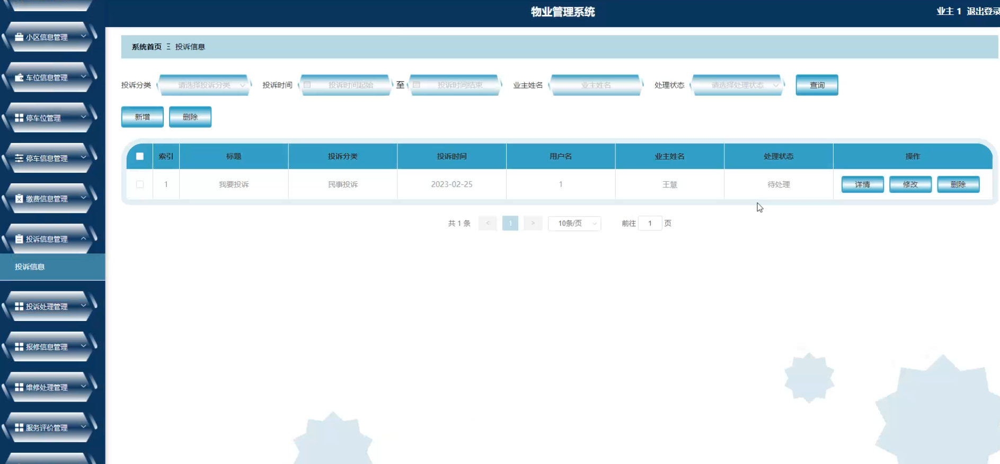 物业管理系统
业主 1 退出登录
小区信息管理
车位信息管理
停车位管理
停车信息管理
缴费信息管理
投诉信息管理
投诉信息
投诉处理管理
报修信息管理
维修处理管理
服务评价管理
系统首页 Ξ 投诉信息
投诉分类 请选择投诉分类 投诉时间 投诉时间起始 至 投诉时间结束 业主姓名 业主姓名 处理状态 请选择处理状态 查询
新增 删除
索引 标题 投诉分类 投诉时间 用户名 业主姓名 处理状态 操作
1 我要投诉 民事投诉 2023-02-25 1 王慧 待处理 详情 修改 删除
共 1 条 < 1 > 10条/页 前往 1 页